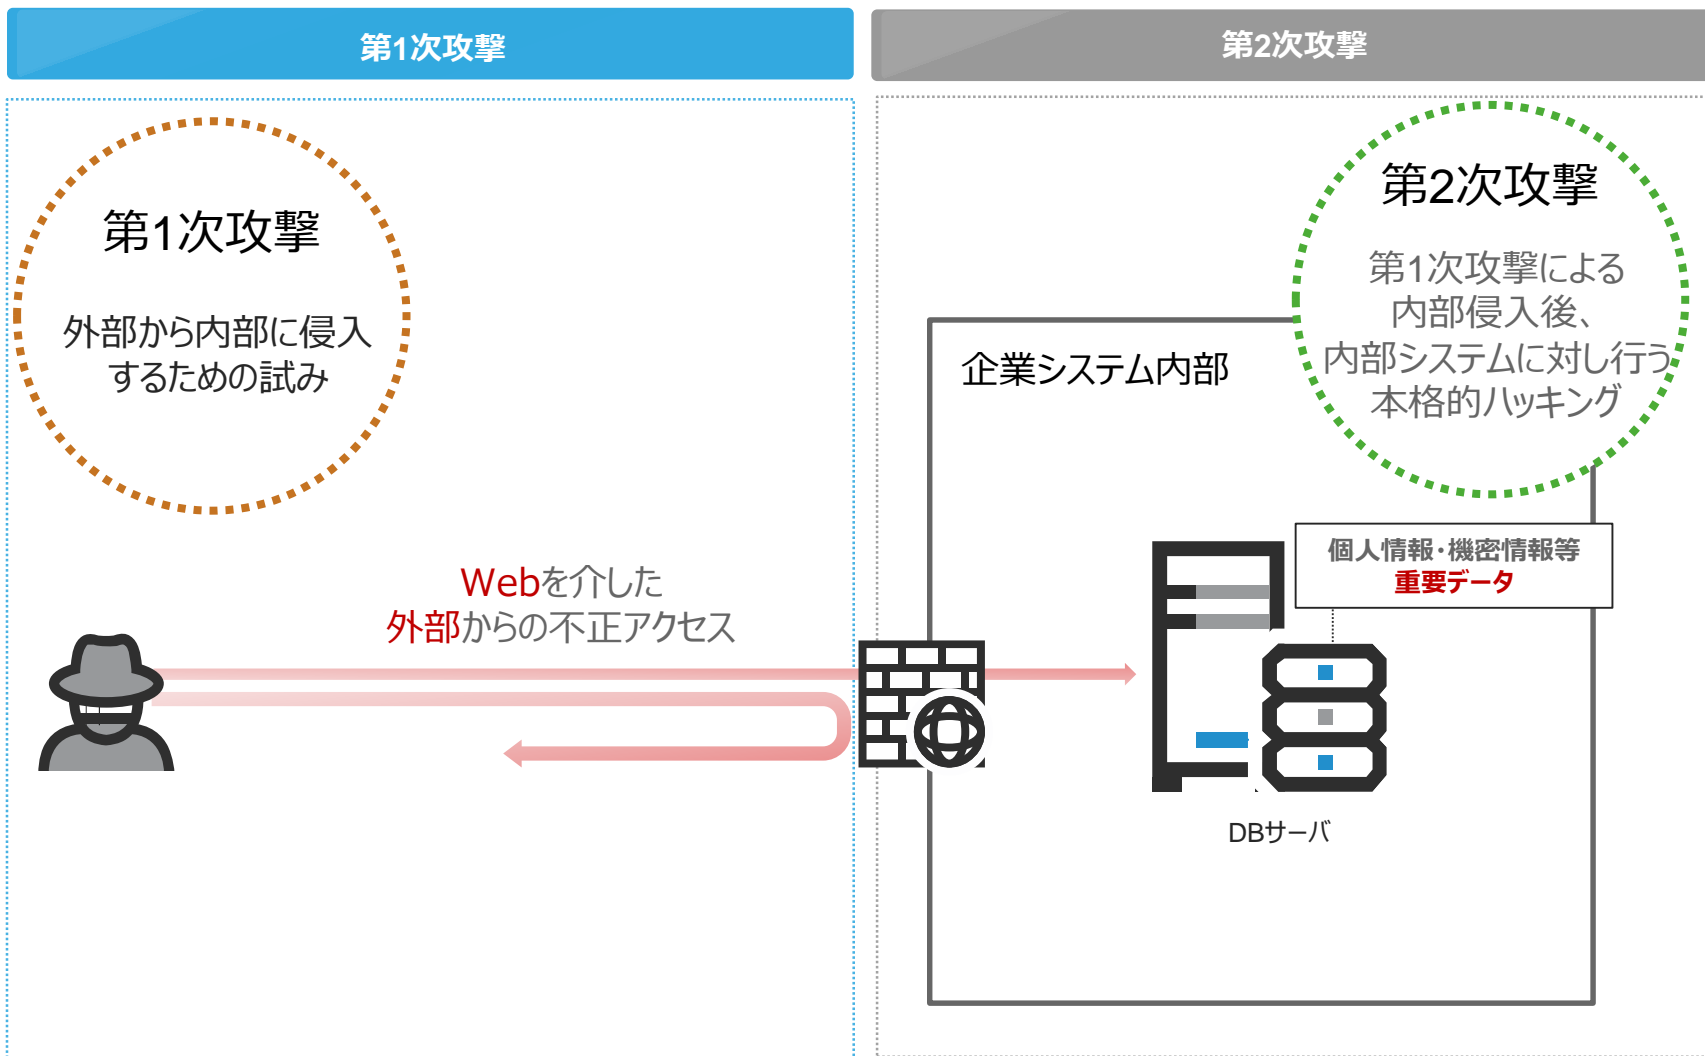 第1次攻撃
第2次攻撃
第1次攻撃
外部から内部に侵入
するための試み
第2次攻撃
第1次攻撃による
内部侵入後、
内部システムに対し行う
本格的ハッキング
企業システム内部
個人情報・機密情報等
重要データ
Webを介した
外部からの不正アクセス
DBサーバ